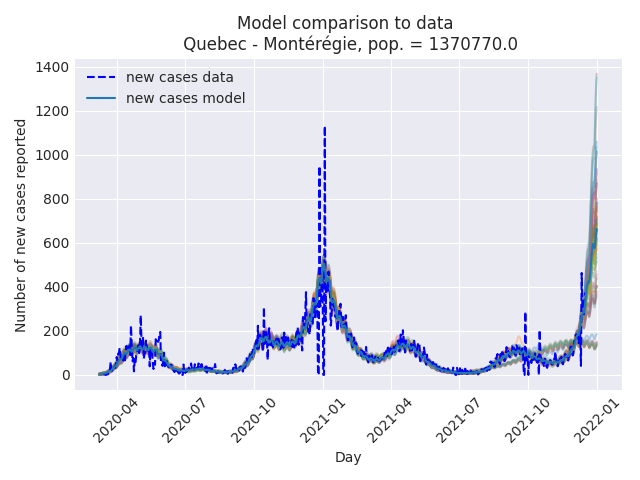 Model comparison to data
Quebec - Montérégie, pop. = 1370770.0
new cases data
new cases model
Number of new cases reported
1400
1200
1000
800
600
400
200
0
2020-04
2020-07
2020-10
2021-01
2021-04
2021-07
2021-10
2022-01
Day